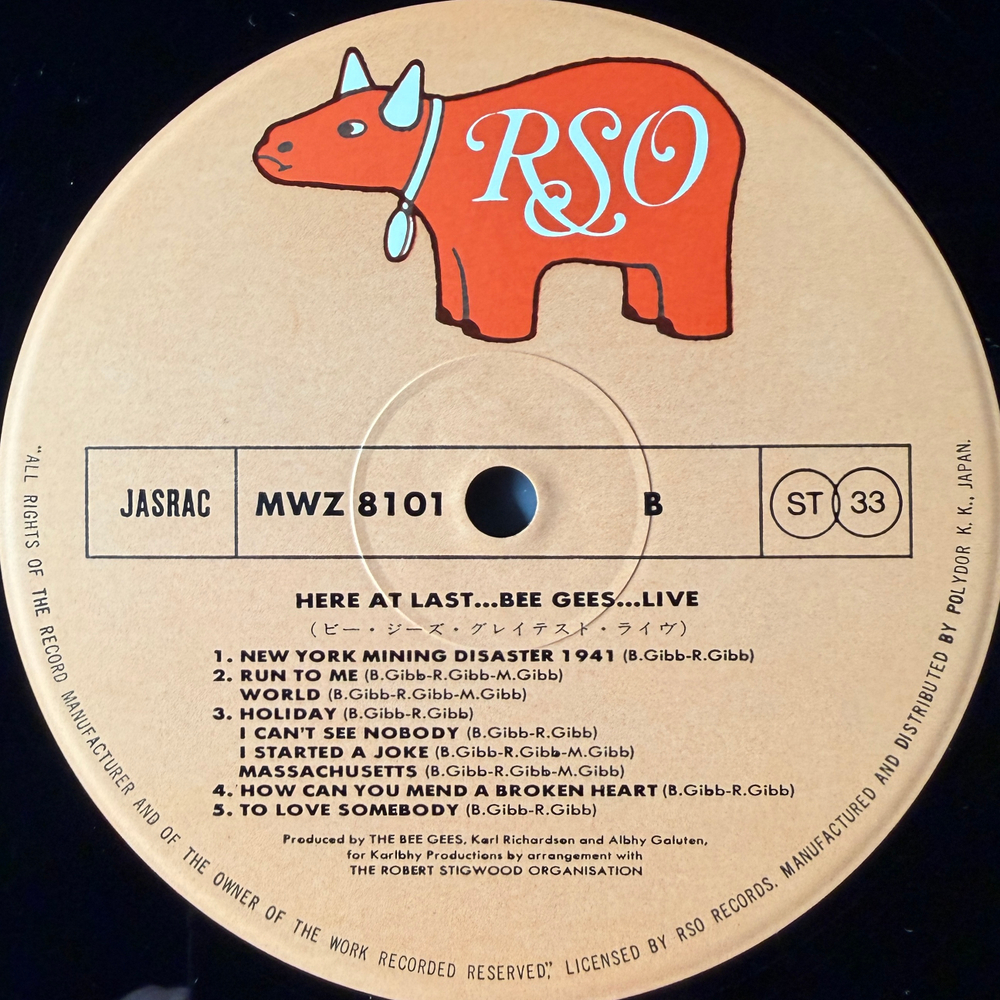 RSO
JASRAC MWZ 8101 B ST 33
HERE AT LAST...BEE GEES...LIVE
(ビー・ジーズ・グレイテスト・ライヴ)
1. NEW YORK MINING DISASTER 1941 (B.Gibb-R.Gibb)
2. RUN TO ME (B.Gibb-R.Gibb-M.Gibb)
WORLD (B.Gibb-R.Gibb-M.Gibb)
3. HOLIDAY (B.Gibb-R.Gibb)
I CAN'T SEE NOBODY (B.Gibb-R.Gibb)
I STARTED A JOKE (B.Gibb-R.Gibb-M.Gibb)
MASSACHUSETTS (B.Gibb-R.Gibb-M.Gibb)
4. HOW CAN YOU MEND A BROKEN HEART (B.Gibb-R.Gibb)
5. TO LOVE SOMEBODY (B.Gibb-R.Gibb)
Produced by THE BEE GEES, Karl Richardson and Albhy Galuten,
for Karlbhy Productions by arrangement with
THE ROBERT STIGWOOD ORGANISATION
"ALL RIGHTS OF THE RECORD MANUFACTURER AND OF THE OWNER OF THE WORK RECORDED RESERVED", LICENSED BY RSO RECORDS. MANUFACTURED AND DISTRIBUTED BY POLYDOR K. K., JAPAN.